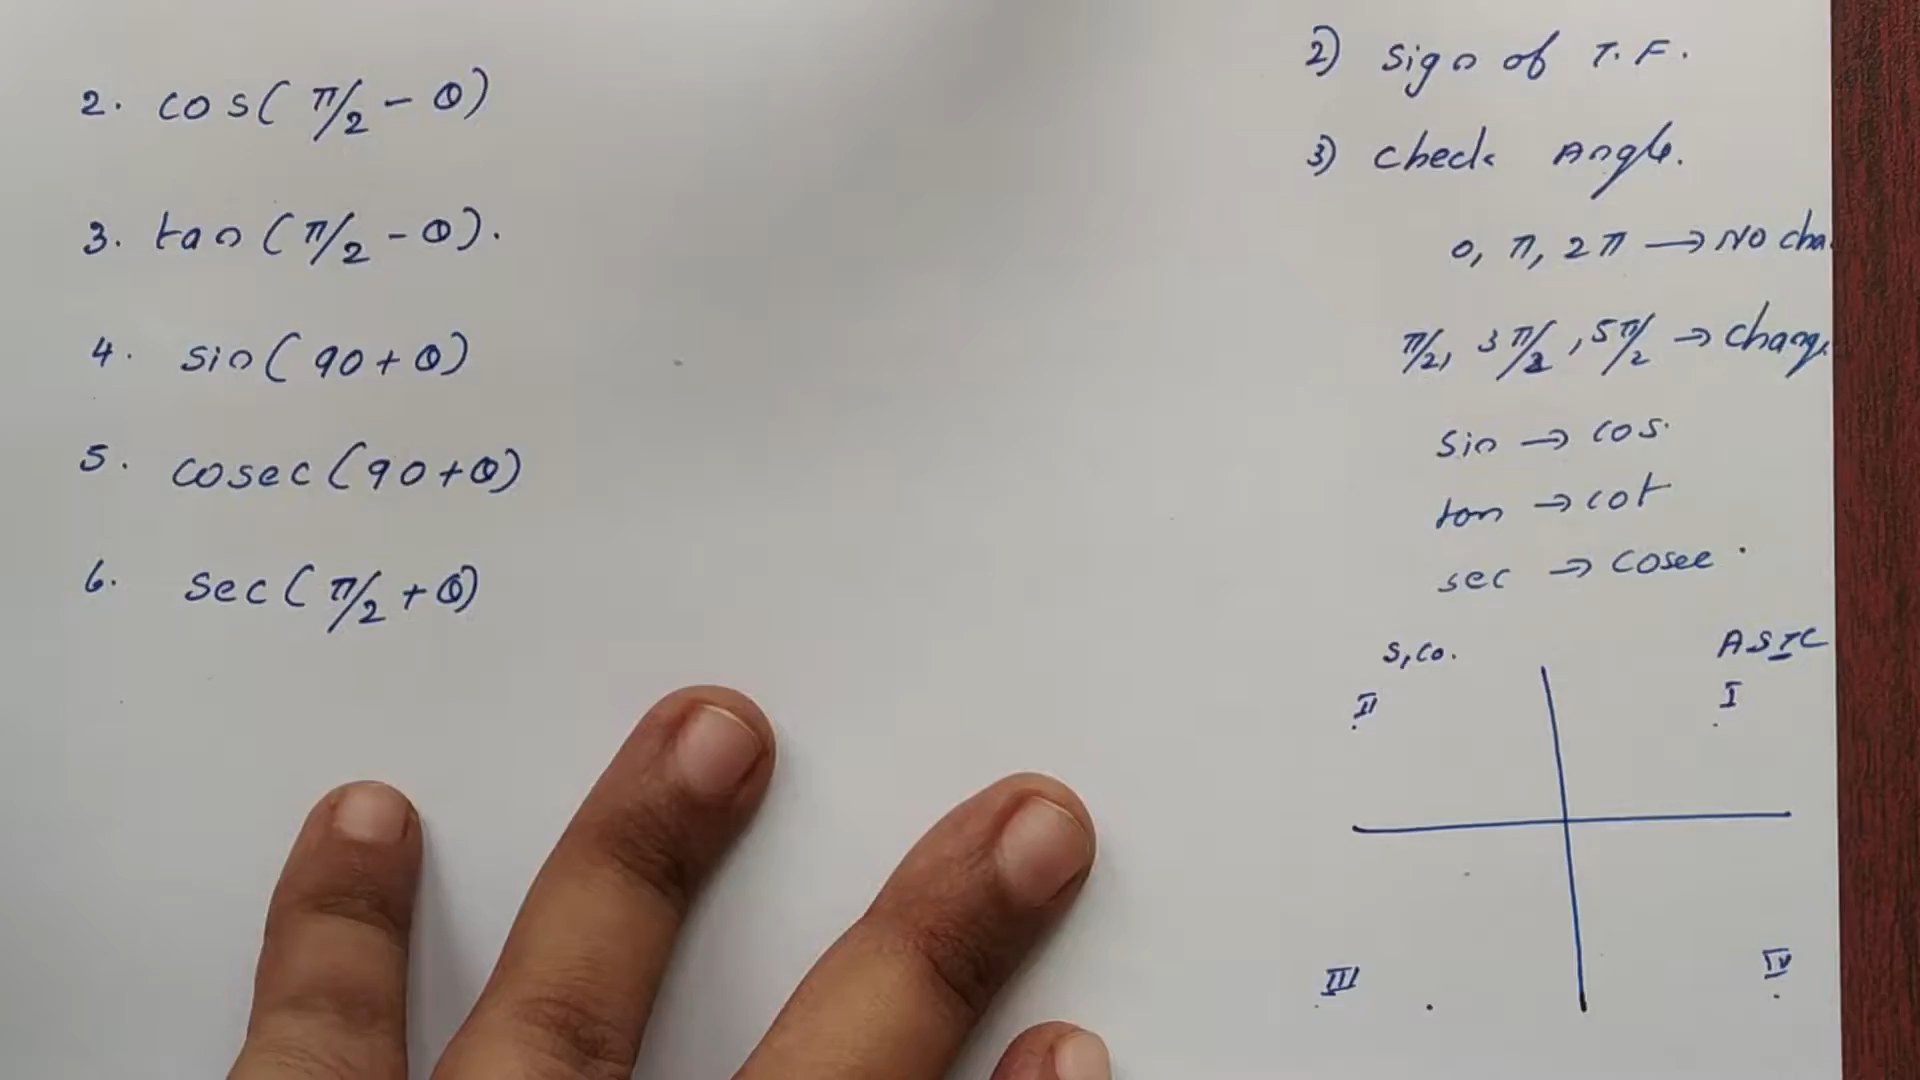 2. cos(π/2 - θ)
3. tan(π/2 - θ).
4. sin(90+θ)
5. cosec(90+θ)
6. sec(π/2 + θ)
2) sign of T.F.
3) check Angle.
0, π, 2π → No cha
π/2, 3π/2, 5π/2 → Change
sin → cos.
tan → cot
sec → cosec.
S, Co. ASTC
II I
III IV